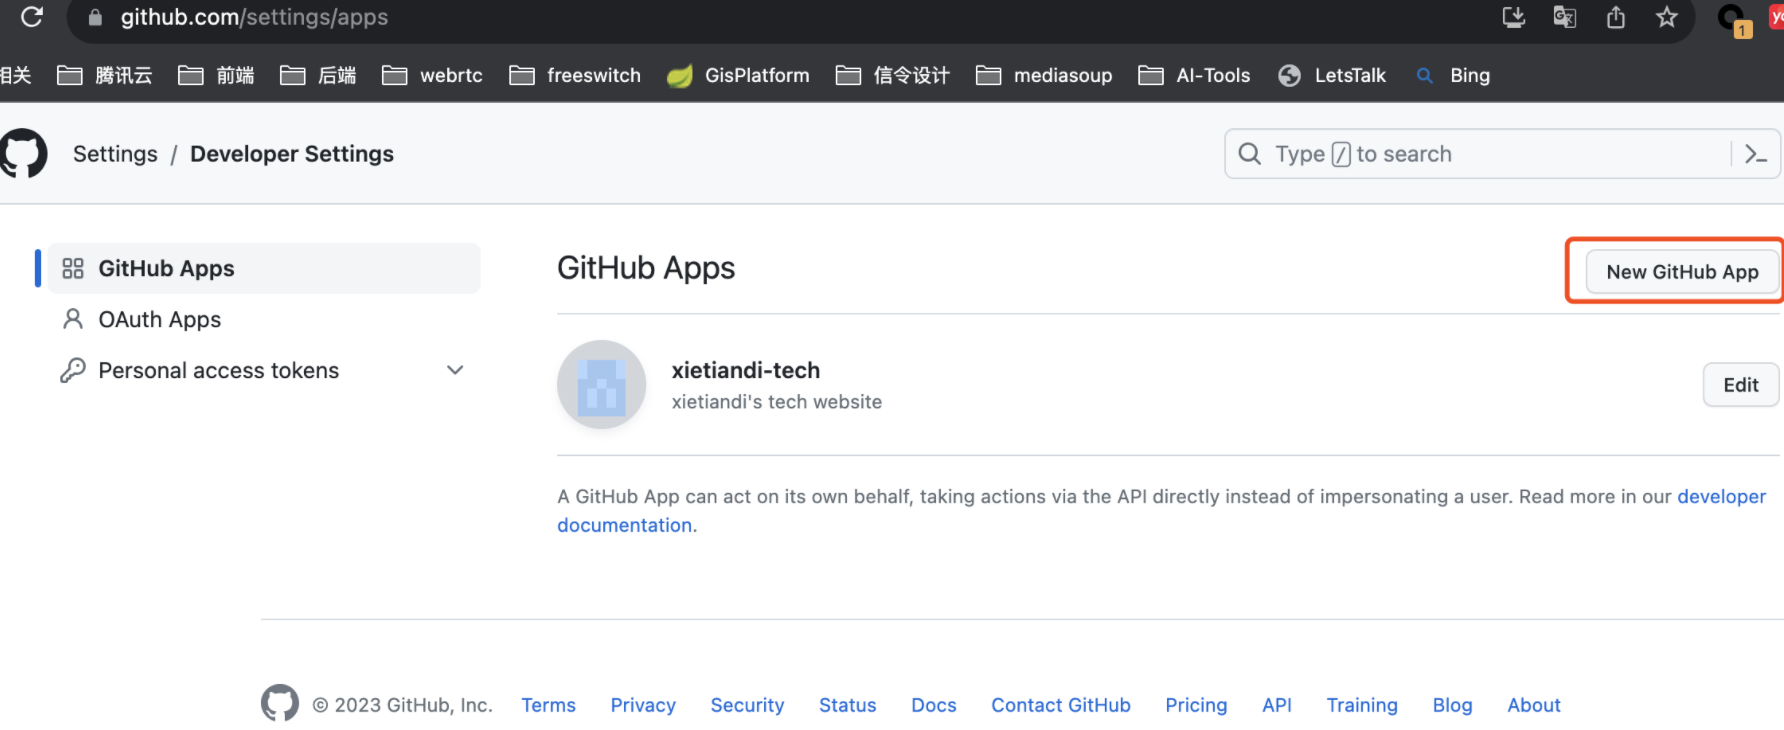 github.com/settings/apps
1
相关 腾讯云 前端 后端 webrtc freeswitch GisPlatform 信令设计 mediasoup AI-Tools LetsTalk Bing
Settings / Developer Settings
Type / to search
GitHub Apps
OAuth Apps
Personal access tokens
GitHub Apps
New GitHub App
xietiandi-tech
xietiandi's tech website
Edit
A GitHub App can act on its own behalf, taking actions via the API directly instead of impersonating a user. Read more in our developer
documentation.
© 2023 GitHub, Inc. Terms Privacy Security Status Docs Contact GitHub Pricing API Training Blog About